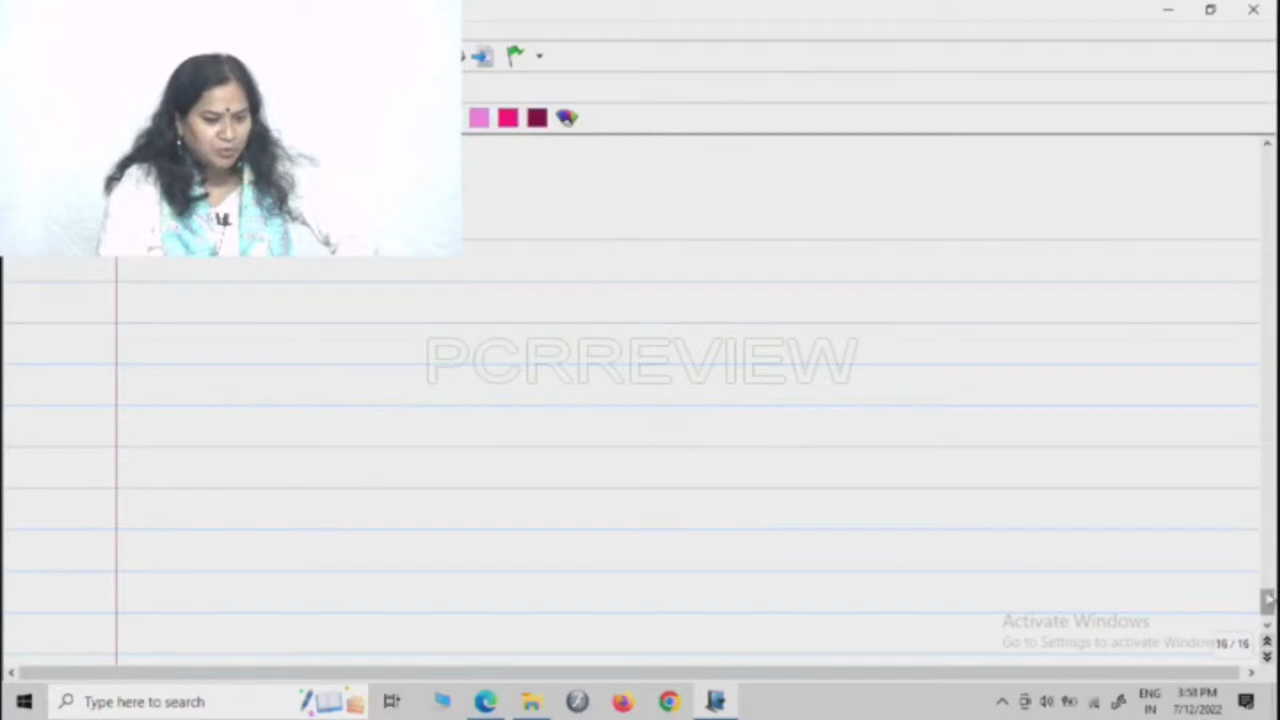 PCRREVIEW
Activate Windows
Go to Settings to activate Windows
16 / 16
Type here to search
ENG
IN
3:58 PM
7/12/2022